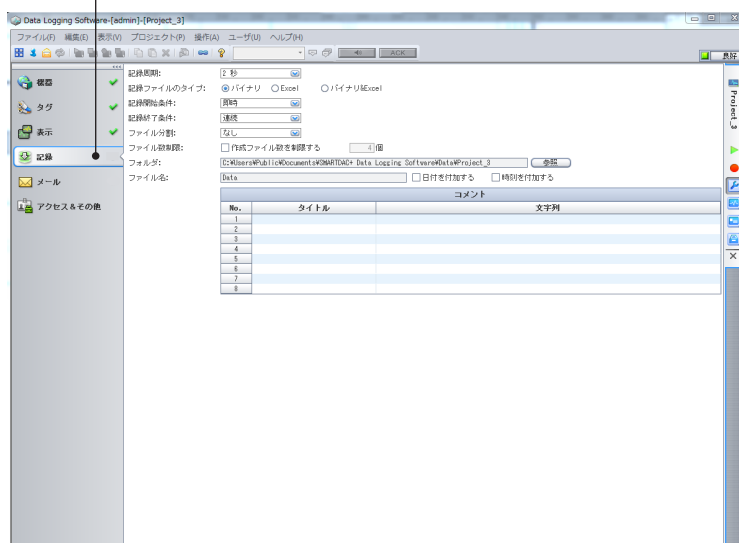 Data Logging Software-[admin]-[Project_3]
ファイル(F) 編集(E) 表示(V) プロジェクト(P) 操作(A) ユーザ(U) ヘルプ(H)
ACK
良好
機器
タグ
表示
記録
メール
アクセス&その他
記録周期: 2 秒
記録ファイルのタイプ: バイナリ Excel バイナリ&Excel
記録開始条件: 即時
記録終了条件: 連続
ファイル分割: なし
ファイル数制限: 作成ファイル数を制限する 4 個
フォルダ: C:¥Users¥Public¥Documents¥SMARTDAC+ Data Logging Software¥Data¥Project_3 参照
ファイル名: Data 日付を付加する 時刻を付加する
コメント
No. タイトル 文字列
1
2
3
4
5
6
7
8
Project_3